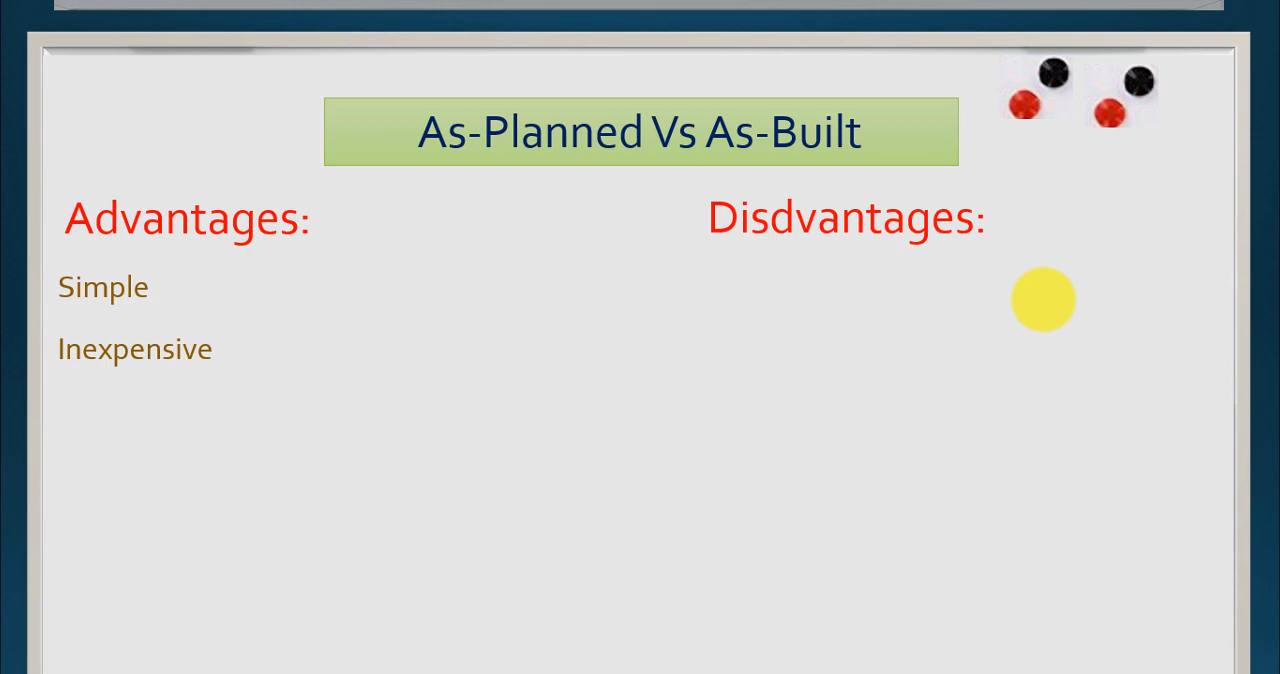 As-Planned Vs As-Built
Advantages:
Disdvantages:
Simple
Inexpensive